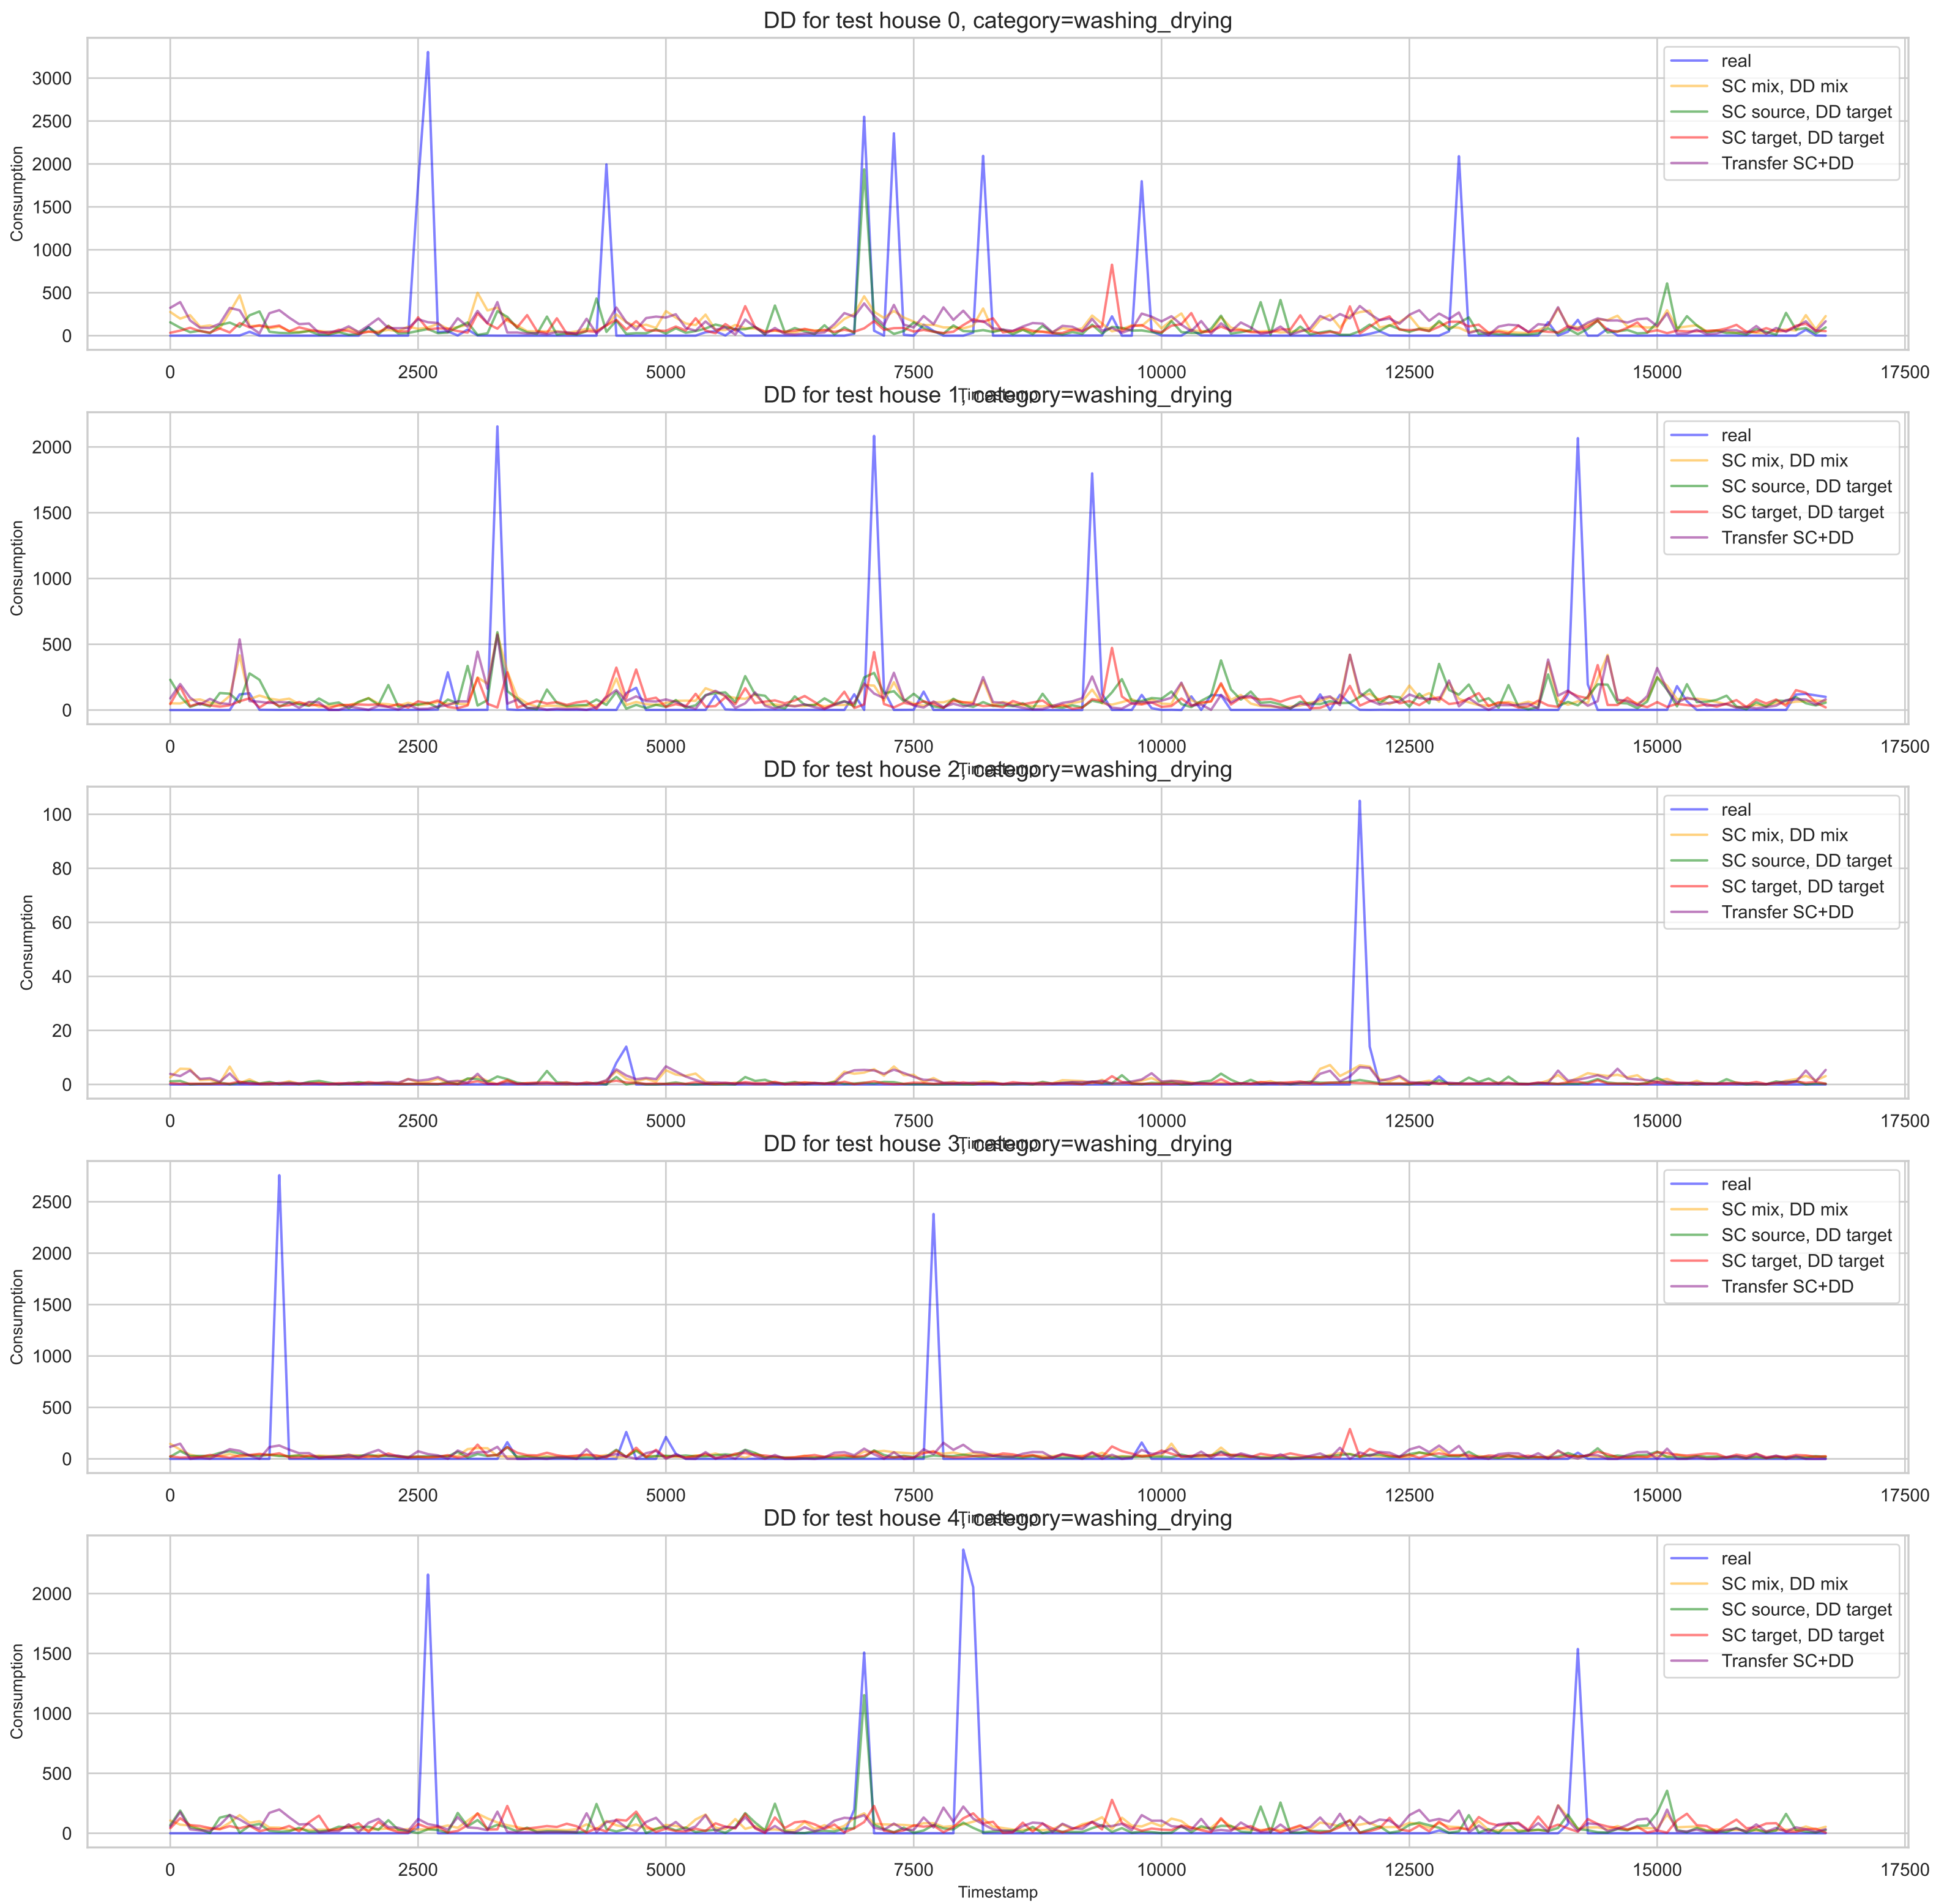 DD for test house 0, category=washing_drying
Consumption
3000
2500
2000
1500
1000
500
0
real
SC mix, DD mix
SC source, DD target
SC target, DD target
Transfer SC+DD
0 2500 5000 7500 10000 12500 15000 17500
Timestamp
DD for test house 1, category=washing_drying
Consumption
2000
1500
1000
500
0
real
SC mix, DD mix
SC source, DD target
SC target, DD target
Transfer SC+DD
0 2500 5000 7500 10000 12500 15000 17500
Timestamp
DD for test house 2, category=washing_drying
Consumption
100
80
60
40
20
0
real
SC mix, DD mix
SC source, DD target
SC target, DD target
Transfer SC+DD
0 2500 5000 7500 10000 12500 15000 17500
Timestamp
DD for test house 3, category=washing_drying
Consumption
2500
2000
1500
1000
500
0
real
SC mix, DD mix
SC source, DD target
SC target, DD target
Transfer SC+DD
0 2500 5000 7500 10000 12500 15000 17500
Timestamp
DD for test house 4, category=washing_drying
Consumption
2000
1500
1000
500
0
real
SC mix, DD mix
SC source, DD target
SC target, DD target
Transfer SC+DD
0 2500 5000 7500 10000 12500 15000 17500
Timestamp